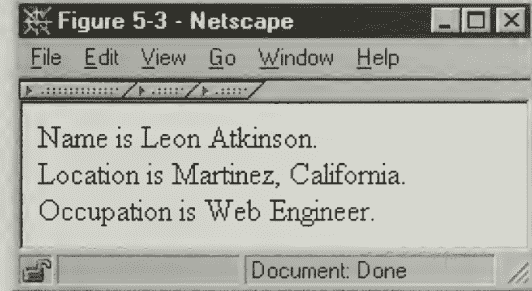 Figure 5-3 - Netscape
File Edit View Go Window Help
Name is Leon Atkinson.
Location is Martinez, California.
Occupation is Web Engineer.
Document: Done